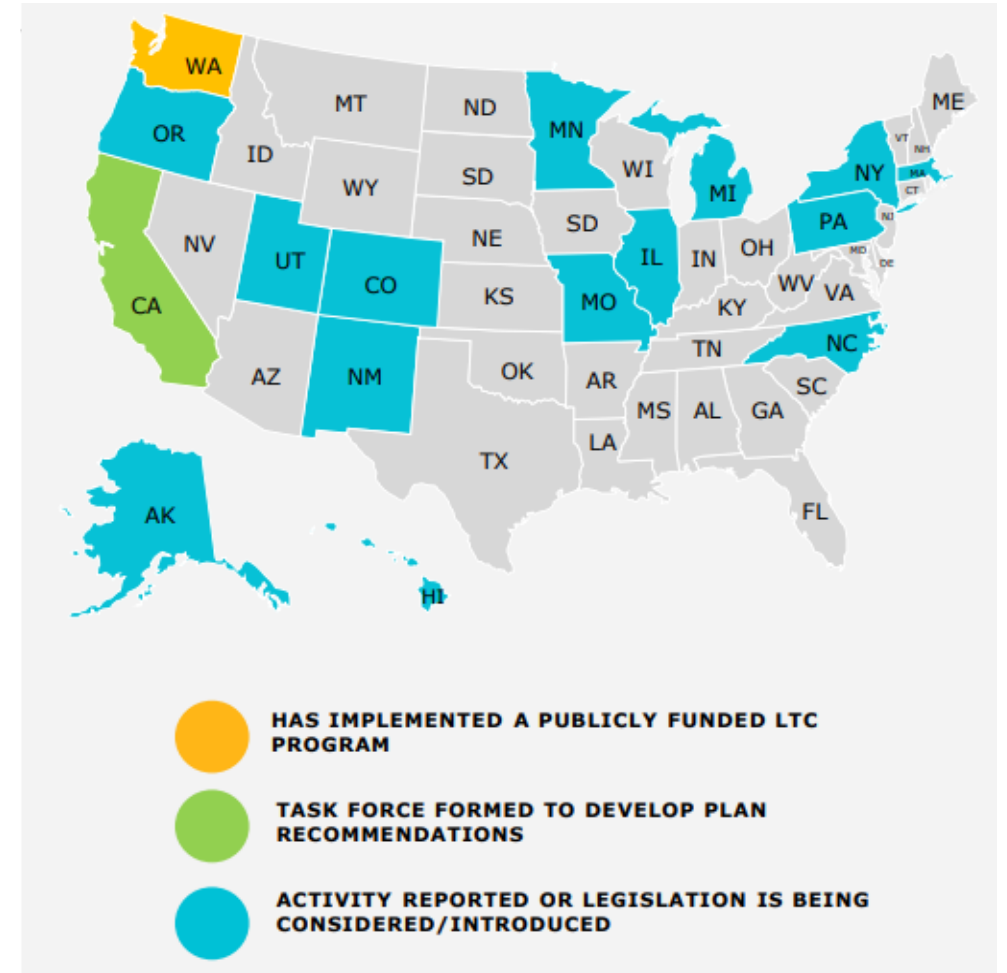 WA
MT
ND
MN
ME
OR
ID
SD
WI
VT
NH
WY
MI
NY
MA
CT
NV
UT
CO
NE
SD
IL
IN
OH
PA
NJ
MD
DE
CA
KS
MO
KY
WV
VA
AZ
NM
OK
AR
TN
NC
SC
TX
LA
MS
AL
GA
FL
AK
HI
HAS IMPLEMENTED A PUBLICLY FUNDED LTC
PROGRAM
TASK FORCE FORMED TO DEVELOP PLAN
RECOMMENDATIONS
ACTIVITY REPORTED OR LEGISLATION IS BEING
CONSIDERED/INTRODUCED